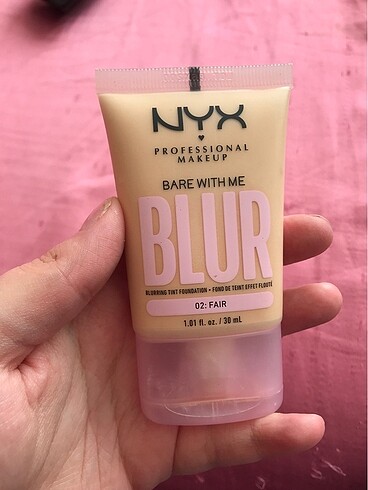 NYX
PROFESSIONAL
MAKEUP
BARE WITH ME
BLUR
BLURRING TINT FOUNDATION • FOND DE TEINT EFFET FLOUTÉ
02: FAIR
1.01 fl. oz. / 30 mL